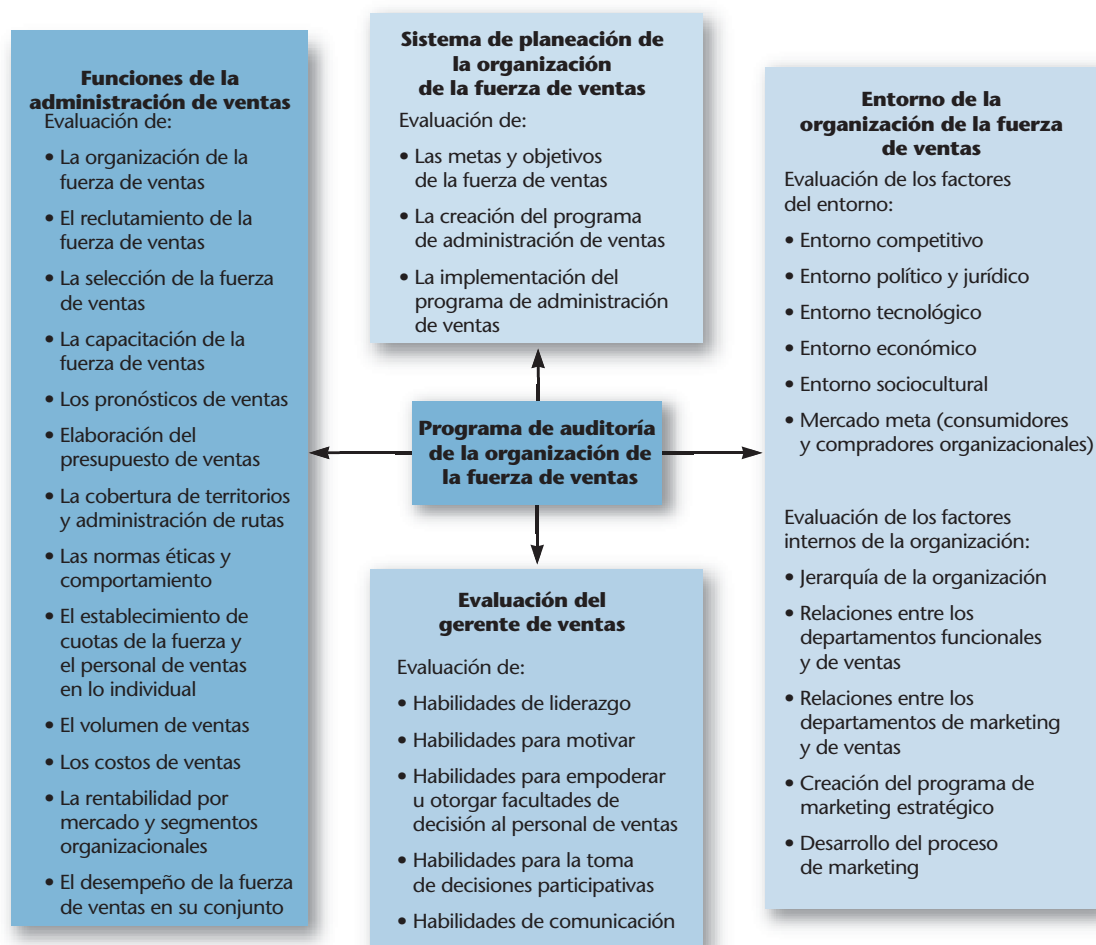 Funciones de la
administración de ventas
Evaluación de:
• La organización de la
fuerza de ventas
• El reclutamiento de la
fuerza de ventas
• La selección de la fuerza
de ventas
• La capacitación de la
fuerza de ventas
• Los pronósticos de ventas
• Elaboración del
presupuesto de ventas
• La cobertura de territorios
y administración de rutas
• Las normas éticas y
comportamiento
• El establecimiento de
cuotas de la fuerza y
el personal de ventas
en lo individual
• El volumen de ventas
• Los costos de ventas
• La rentabilidad por
mercado y segmentos
organizacionales
• El desempeño de la fuerza
de ventas en su conjunto
Sistema de planeación de
la organización
de la fuerza de ventas
Evaluación de:
• Las metas y objetivos
de la fuerza de ventas
• La creación del programa
de administración de ventas
• La implementación del
programa de administración
de ventas
Programa de auditoría
de la organización de
la fuerza de ventas
Evaluación del
gerente de ventas
Evaluación de:
• Habilidades de liderazgo
• Habilidades para motivar
• Habilidades para empoderar
u otorgar facultades de
decisión al personal de ventas
• Habilidades para la toma
de decisiones participativas
• Habilidades de comunicación
Entorno de la
organización de la fuerza
de ventas
Evaluación de los factores
del entorno:
• Entorno competitivo
• Entorno político y jurídico
• Entorno tecnológico
• Entorno económico
• Entorno sociocultural
• Mercado meta (consumidores
y compradores organizacionales)
Evaluación de los factores
internos de la organización:
• Jerarquía de la organización
• Relaciones entre los
departamentos funcionales
y de ventas
• Relaciones entre los
departamentos de marketing
y de ventas
• Creación del programa de
marketing estratégico
• Desarrollo del proceso
de marketing